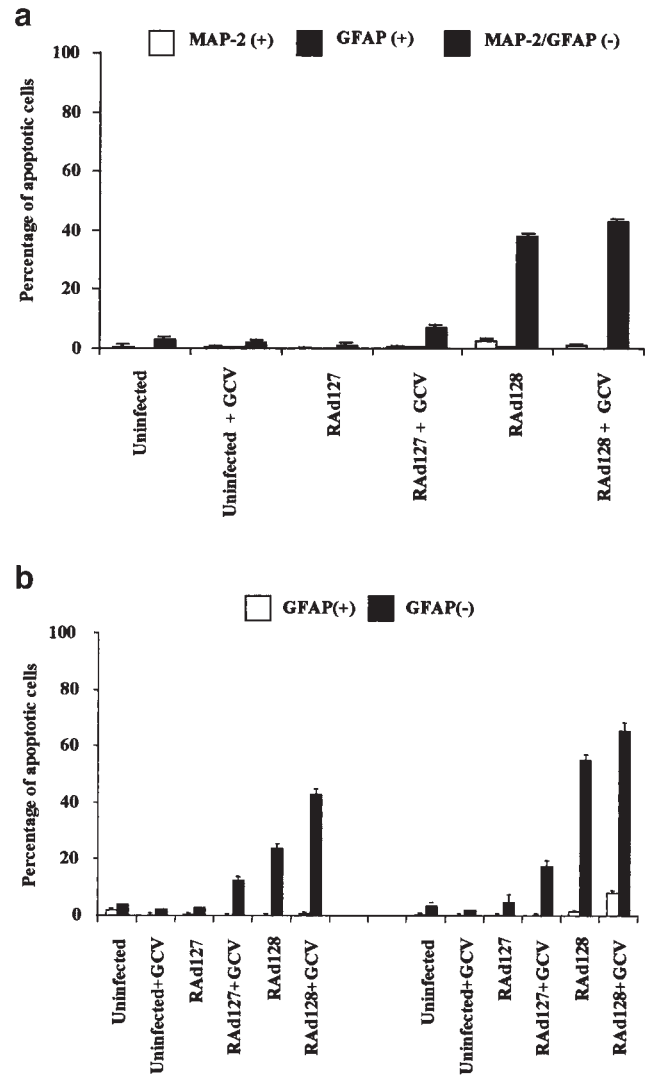 a
MAP-2 (+) GFAP (+) MAP-2/GFAP (-)
Percentage of apoptotic cells
100
80
60
40
20
0
Uninfected
Uninfected + GCV
RAd127
RAd127 + GCV
RAd128
RAd128 + GCV
b
GFAP(+) GFAP(-)
Percentage of apoptotic cells
100
80
60
40
20
0
Uninfected
Uninfected+GCV
RAd127
RAd127+GCV
RAd128
RAd128+GCV
Uninfected
Uninfected+GCV
RAd127
RAd127+GCV
RAd128
RAd128+GCV